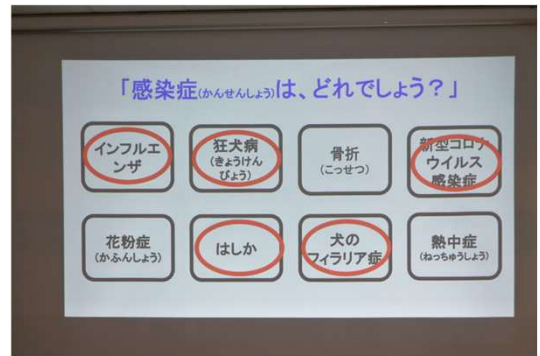 「感染症(かんせんしょう)は、どれでしょう？」
インフルエ
ンザ
狂犬病
(きょうけん
びょう)
骨折
(こっせつ)
新型コロナ
ウイルス
感染症
花粉症
(かふんしょう)
はしか
犬の
フィラリア症
熱中症
(ねっちゅうしょう)